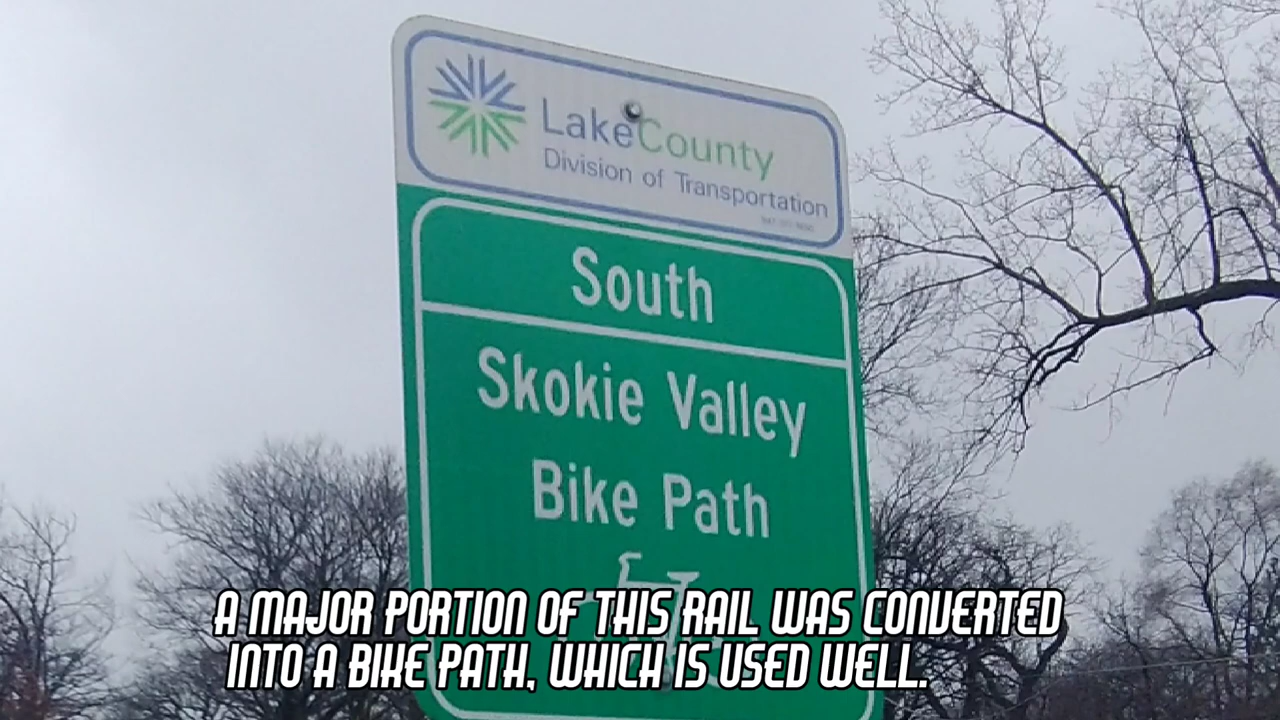 LakeCounty
Division of Transportation
South
Skokie Valley
Bike Path
A MAJOR PORTION OF THIS RAIL WAS CONVERTED
INTO A BIKE PATH, WHICH IS USED WELL.